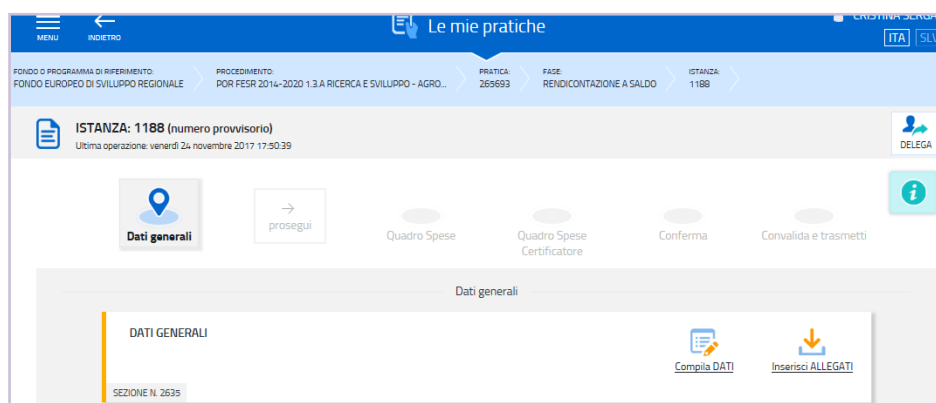 CRISTINA SERGA
MENU INDIETRO Le mie pratiche ITA SLV
FONDO O PROGRAMMA DI RIFERIMENTO: PROCEDIMENTO: PRATICA: FASE: ISTANZA:
FONDO EUROPEO DI SVILUPPO REGIONALE POR FESR 2014-2020 1.3.A RICERCA E SVILUPPO - AGRO... 265693 RENDICONTAZIONE A SALDO 1188
ISTANZA: 1188 (numero provvisorio)
Ultima operazione: venerdì 24 novembre 2017 17:50:39
DELEGA
Dati generali
prosegui
Quadro Spese
Quadro Spese
Certificatore
Conferma
Convalida e trasmetti
Dati generali
DATI GENERALI
Compila DATI Inserisci ALLEGATI
SEZIONE N. 2635